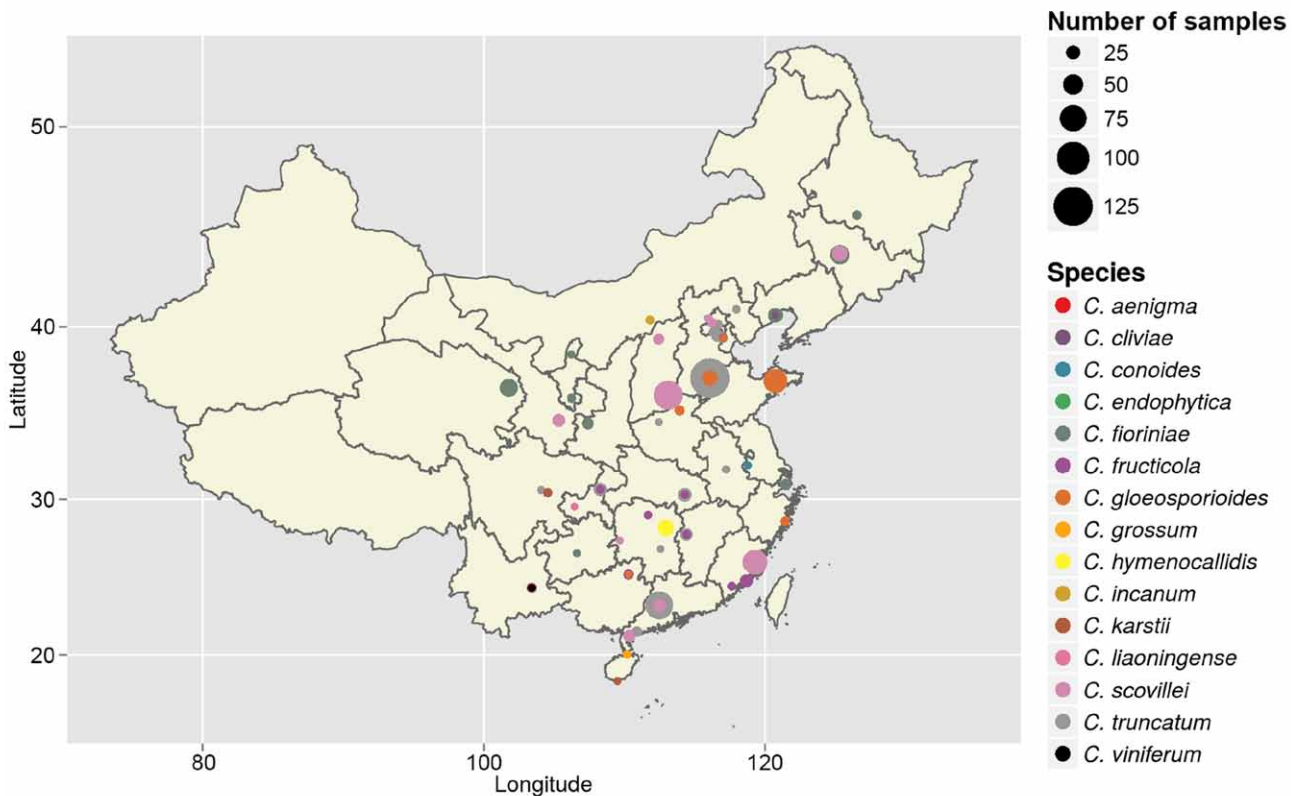 Number of samples
25
50
75
100
125
Species
C. aenigma
C. cliviae
C. conoides
C. endophytica
C. fioriniae
C. fructicola
C. gloeosporioides
C. grossum
C. hymenocallidis
C. incanum
C. karstii
C. liaoningense
C. scovillei
C. truncatum
C. viniferum
Latitude
50
40
30
20
80
100
120
Longitude